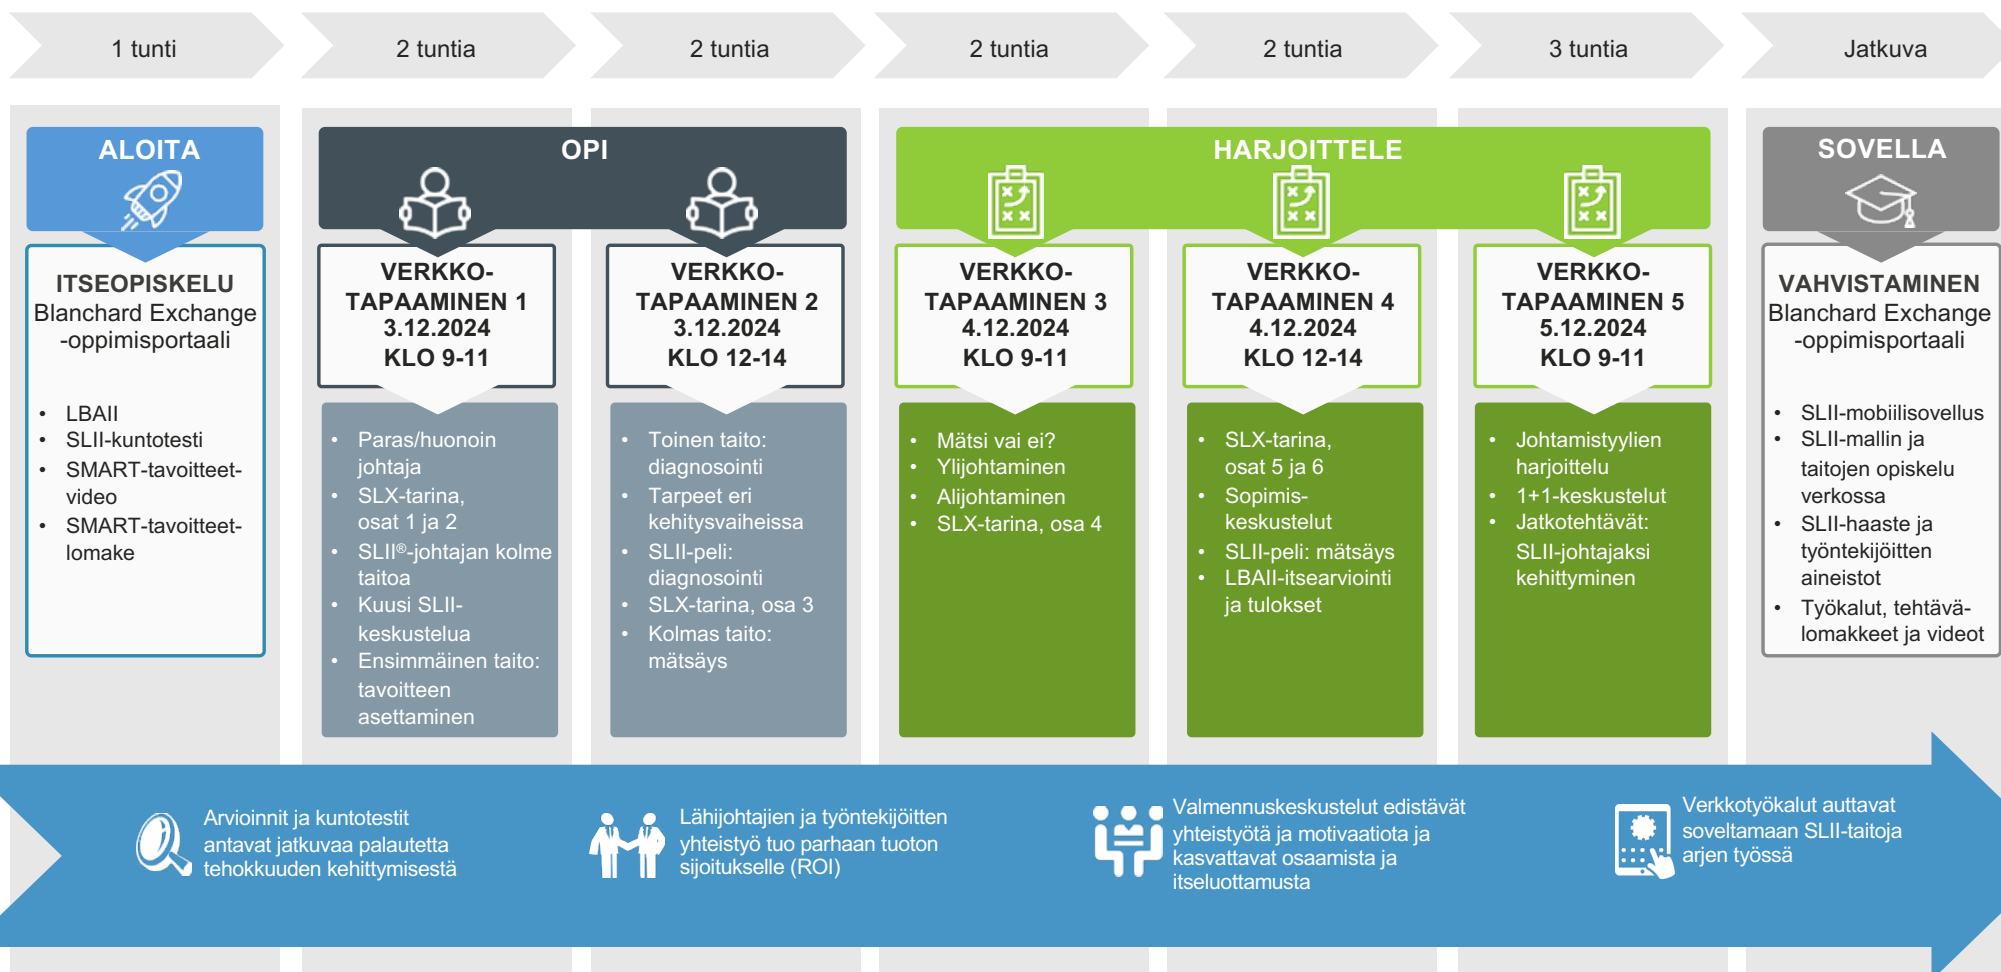 1 tunti
2 tuntia
2 tuntia
2 tuntia
2 tuntia
3 tuntia
Jatkuva
ALOITA
ITSEOPISKELU
Blanchard Exchange
-oppimisportaali
• LBAII
• SLII-kuntotesti
• SMART-tavoitteet-
video
• SMART-tavoitteet-
lomake
OPI
VERKKO-
TAPAAMINEN 1
3.12.2024
KLO 9-11
• Paras/huonoin
johtaja
• SLX-tarina,
osat 1 ja 2
• SLII®-johtajan kolme
taitoa
• Kuusi SLII-
keskustelua
• Ensimmäinen taito:
tavoitteen
asettaminen
VERKKO-
TAPAAMINEN 2
3.12.2024
KLO 12-14
• Toinen taito:
diagnosointi
• Tarpeet eri
kehitysvaiheissa
• SLII-peli:
diagnosointi
• SLX-tarina, osa 3
• Kolmas taito:
mätsäys
HARJOITTELE
VERKKO-
TAPAAMINEN 3
4.12.2024
KLO 9-11
• Mätsi vai ei?
• Ylijohtaminen
• Alijohtaminen
• SLX-tarina, osa 4
VERKKO-
TAPAAMINEN 4
4.12.2024
KLO 12-14
• SLX-tarina,
osat 5 ja 6
• Sopimis-
keskustelut
• SLII-peli: mätsäys
• LBAII-itsearviointi
ja tulokset
VERKKO-
TAPAAMINEN 5
5.12.2024
KLO 9-11
• Johtamistyylien
harjoittelu
• 1+1-keskustelut
• Jatkotehtävät:
SLII-johtajaksi
kehittyminen
SOVELLA
VAHVISTAMINEN
Blanchard Exchange
-oppimisportaali
• SLII-mobiilisovellus
• SLII-mallin ja
taitojen opiskelu
verkossa
• SLII-haaste ja
työntekijöitten
aineistot
• Työkalut, tehtävä-
lomakkeet ja videot
Arvioinnit ja kuntotestit
antavat jatkuvaa palautetta
tehokkuuden kehittymisestä
Lähijohtajien ja työntekijöitten
yhteistyö tuo parhaan tuoton
sijoitukselle (ROI)
Valmennuskeskustelut edistävät
yhteistyötä ja motivaatiota ja
kasvattavat osaamista ja
itseluottamusta
Verkkotyökalut auttavat
soveltamaan SLII-taitoja
arjen työssä